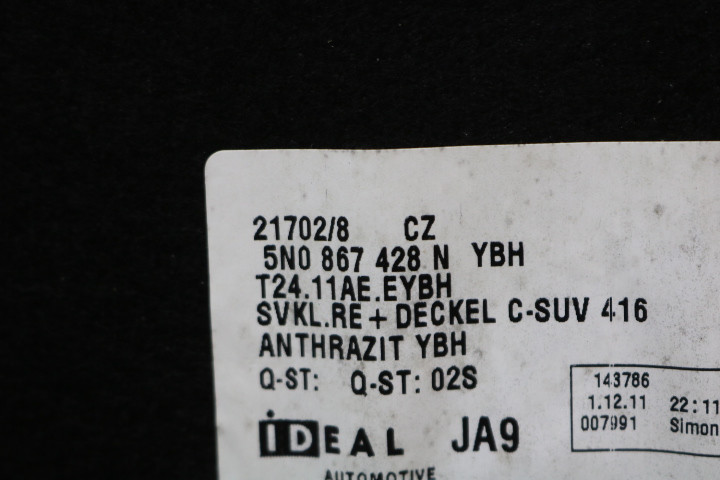 21702/8 CZ
5N0 867 428 N YBH
T24.11AE.EYBH
SVKL.RE + DECKEL C-SUV 416
ANTHRAZIT YBH
Q-ST: Q-ST: 02S
143786
1.12.11 22:11
007991 Simon
iDEAL JA9
AUTOMOTIVE